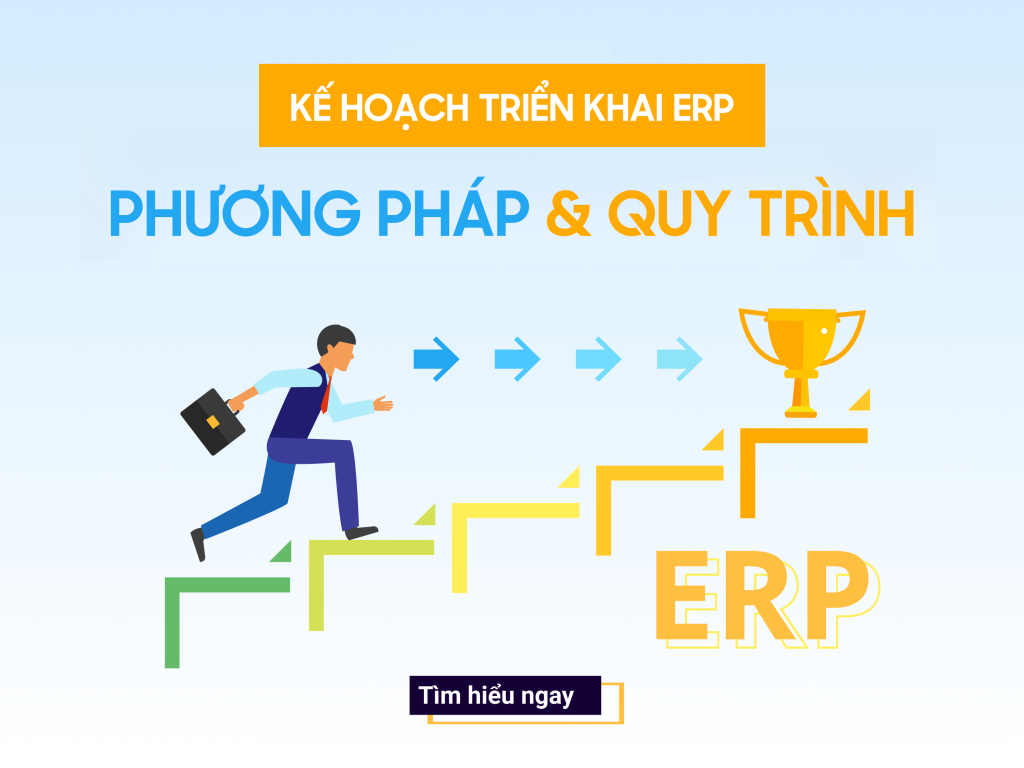 KẾ HOẠCH TRIỂN KHAI ERP
PHƯƠNG PHÁP & QUY TRÌNH
ERP
Tìm hiểu ngay